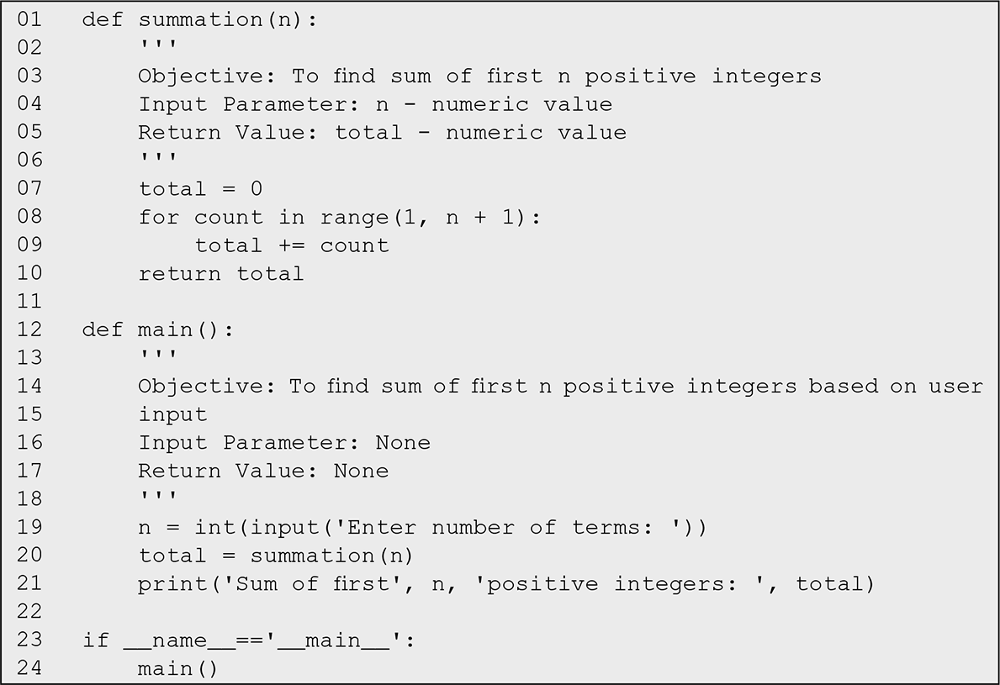 01 def summation(n):
02 '''
03 Objective: To find sum of first n positive integers
04 Input Parameter: n - numeric value
05 Return Value: total - numeric value
06 '''
07 total = 0
08 for count in range(1, n + 1):
09 total += count
10 return total
11
12 def main():
13 '''
14 Objective: To find sum of first n positive integers based on user
15 input
16 Input Parameter: None
17 Return Value: None
18 '''
19 n = int(input('Enter number of terms: '))
20 total = summation(n)
21 print('Sum of first', n, 'positive integers: ', total)
22
23 if __name__=='__main__':
24 main()